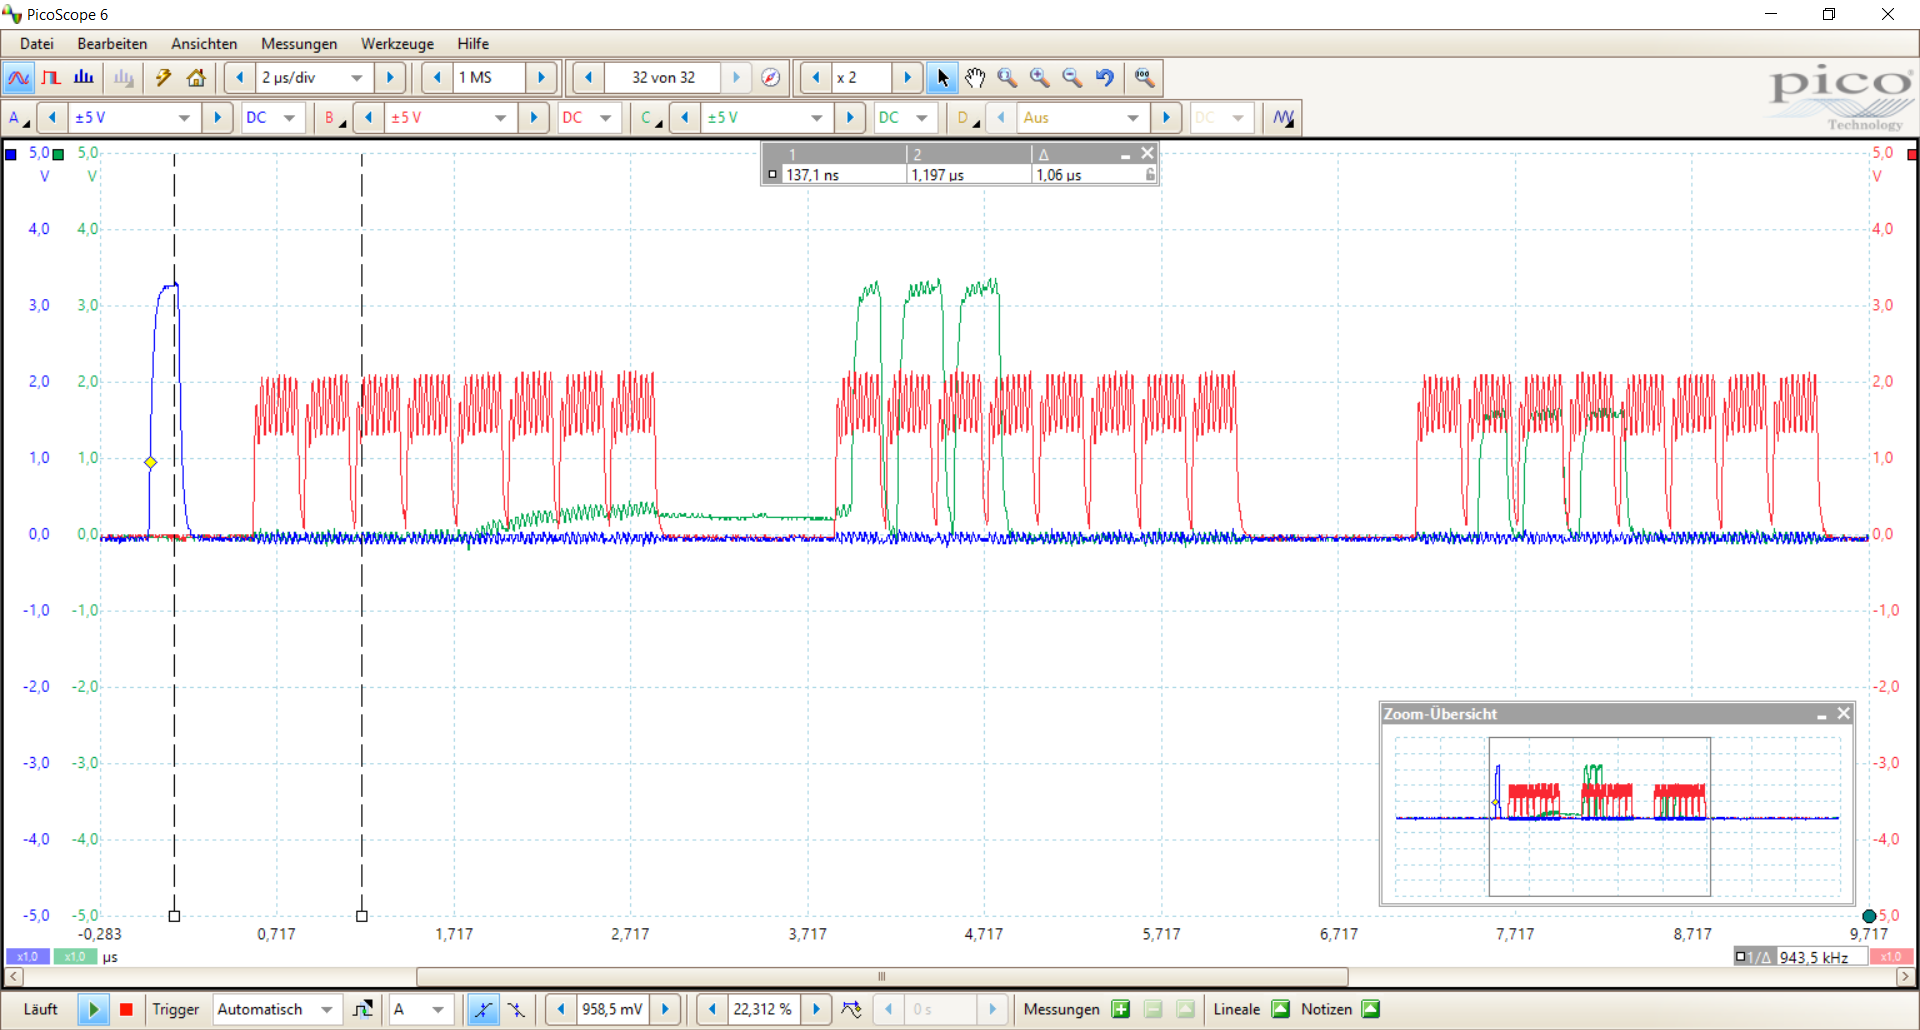 PicoScope 6
Datei Bearbeiten Ansichten Messungen Werkzeuge Hilfe
2 µs/div 1 MS 32 von 32 x 2
pico
Technology
A ±5 V DC B ±5 V DC C ±5 V DC D Aus DC
1 2 Δ
137,1 ns 1,197 µs 1,06 µs
5,0 5,0 5,0
V V V
4,0 4,0 4,0
3,0 3,0 3,0
2,0 2,0 2,0
1,0 1,0 1,0
0,0 0,0 0,0
-1,0 -1,0 -1,0
-2,0 -2,0 -2,0
-3,0 -3,0 -3,0
-4,0 -4,0 -4,0
-5,0 -5,0 5,0
Zoom-Übersicht
-0,283 0,717 1,717 2,717 3,717 4,717 5,717 6,717 7,717 8,717 9,717
x1,0 x1,0 µs 1/Δ 943,5 kHz x1,0
Läuft Trigger Automatisch A 958,5 mV 22,312 % 0 s Messungen Lineale Notizen